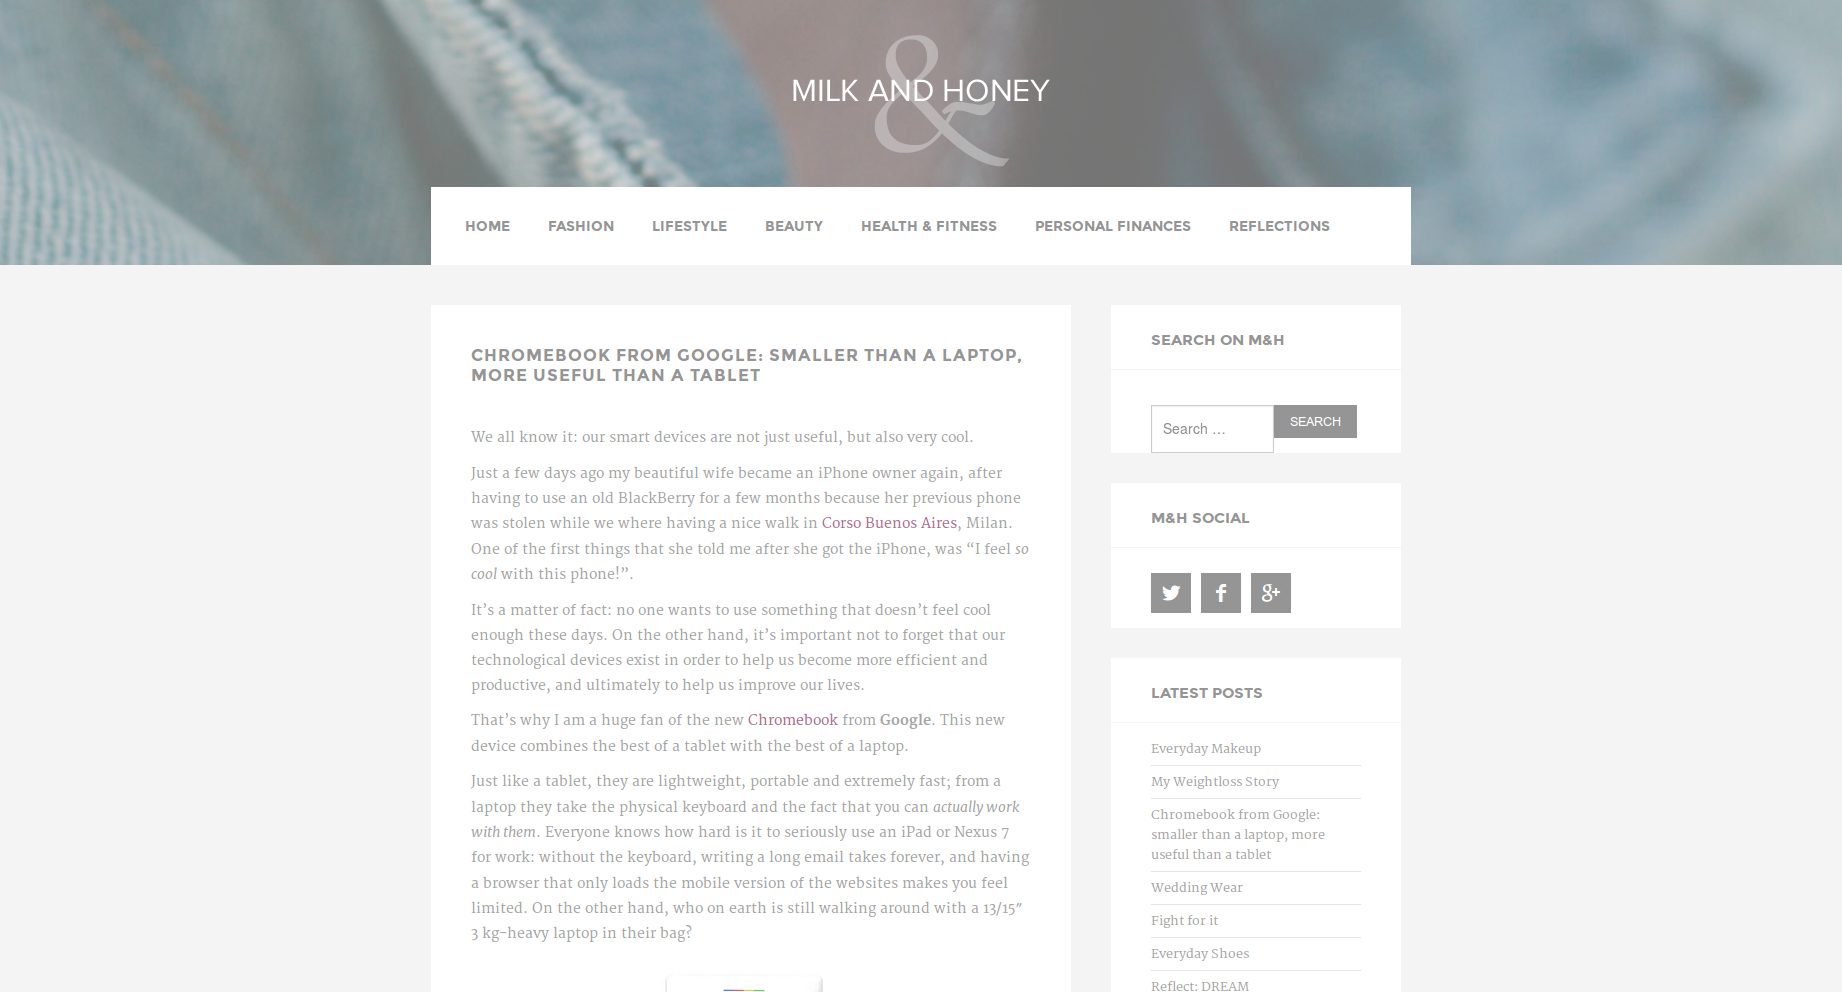 &
MILK AND HONEY
HOME FASHION LIFESTYLE BEAUTY HEALTH & FITNESS PERSONAL FINANCES REFLECTIONS
CHROMEBOOK FROM GOOGLE: SMALLER THAN A LAPTOP,
MORE USEFUL THAN A TABLET
We all know it: our smart devices are not just useful, but also very cool.
Just a few days ago my beautiful wife became an iPhone owner again, after
having to use an old BlackBerry for a few months because her previous phone
was stolen while we where having a nice walk in Corso Buenos Aires, Milan.
One of the first things that she told me after she got the iPhone, was “I feel so
cool with this phone!”.
It’s a matter of fact: no one wants to use something that doesn’t feel cool
enough these days. On the other hand, it’s important not to forget that our
technological devices exist in order to help us become more efficient and
productive, and ultimately to help us improve our lives.
That’s why I am a huge fan of the new Chromebook from Google. This new
device combines the best of a tablet with the best of a laptop.
Just like a tablet, they are lightweight, portable and extremely fast; from a
laptop they take the physical keyboard and the fact that you can actually work
with them. Everyone knows how hard is it to seriously use an iPad or Nexus 7
for work: without the keyboard, writing a long email takes forever, and having
a browser that only loads the mobile version of the websites makes you feel
limited. On the other hand, who on earth is still walking around with a 13/15″
3 kg-heavy laptop in their bag?
SEARCH ON M&H
Search …
SEARCH
M&H SOCIAL
LATEST POSTS
Everyday Makeup
My Weightloss Story
Chromebook from Google:
smaller than a laptop, more
useful than a tablet
Wedding Wear
Fight for it
Everyday Shoes
Reflect: DREAM